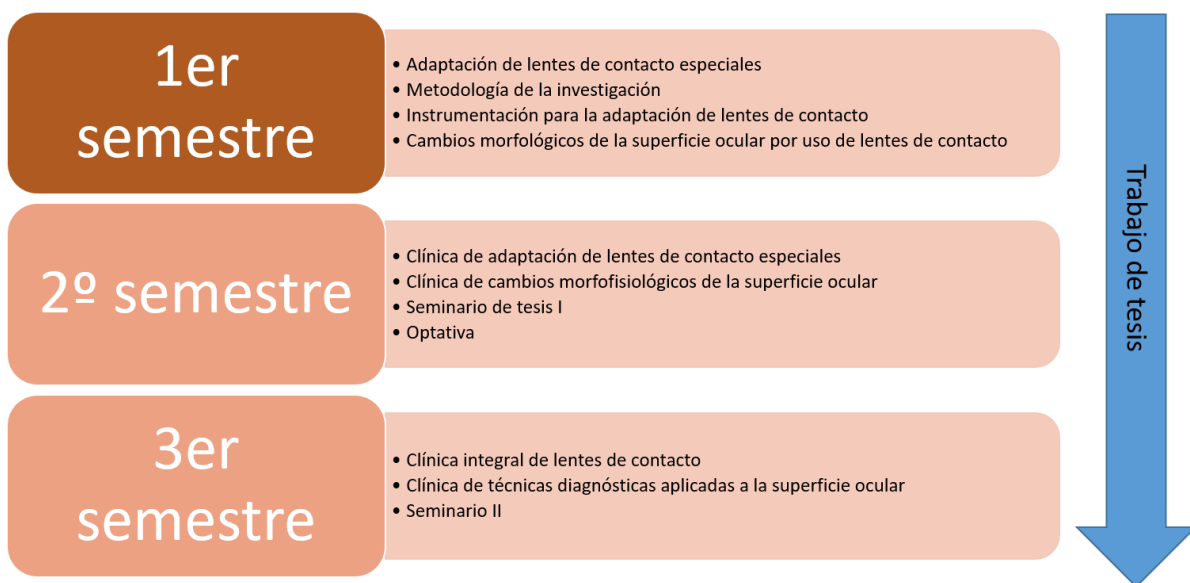 1er
semestre
• Adaptación de lentes de contacto especiales
• Metodología de la investigación
• Instrumentación para la adaptación de lentes de contacto
• Cambios morfológicos de la superficie ocular por uso de lentes de contacto
2º semestre
• Clínica de adaptación de lentes de contacto especiales
• Clínica de cambios morfofisiológicos de la superficie ocular
• Seminario de tesis I
• Optativa
3er
semestre
• Clínica integral de lentes de contacto
• Clínica de técnicas diagnósticas aplicadas a la superficie ocular
• Seminario II
Trabajo de tesis